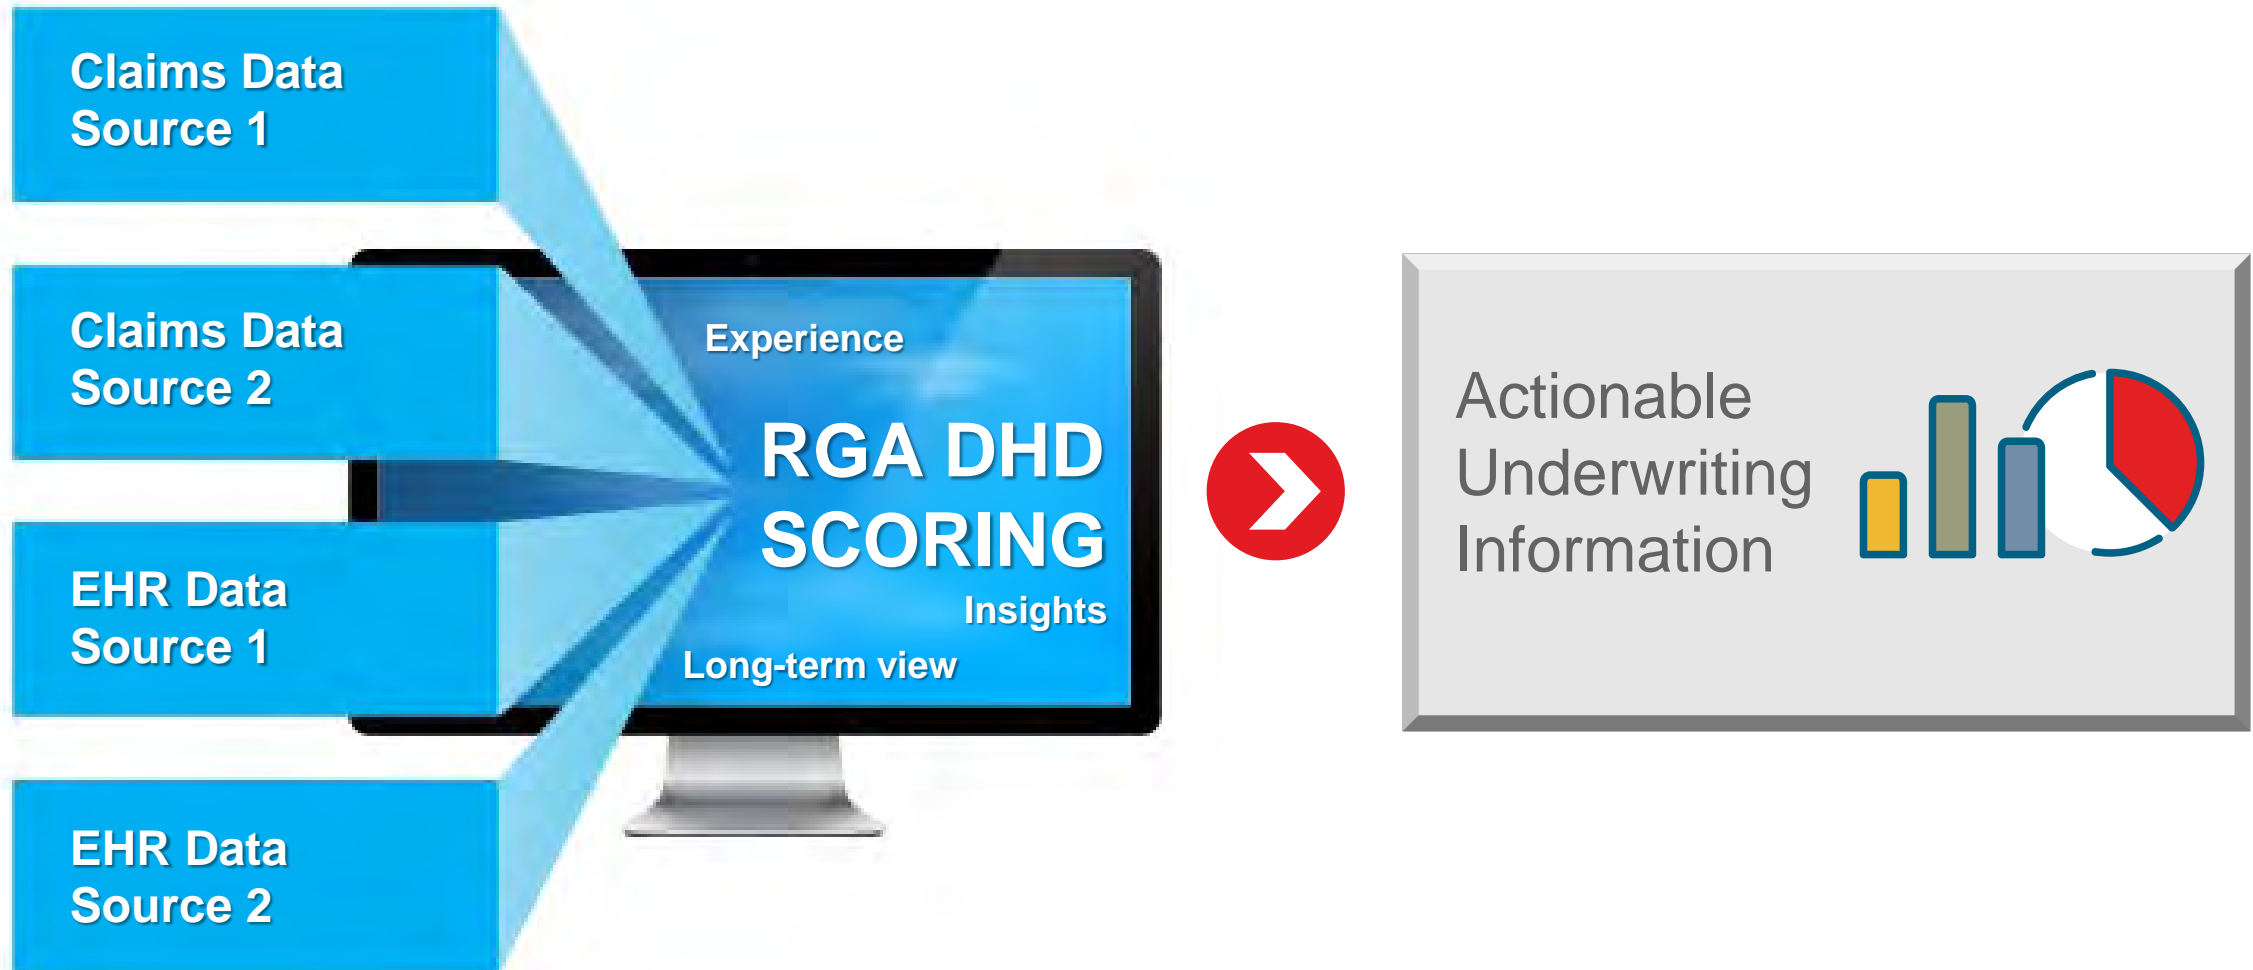 Claims Data
Source 1
Claims Data
Source 2
EHR Data
Source 1
EHR Data
Source 2
Experience
RGA DHD
SCORING
Insights
Long-term view
Actionable
Underwriting
Information